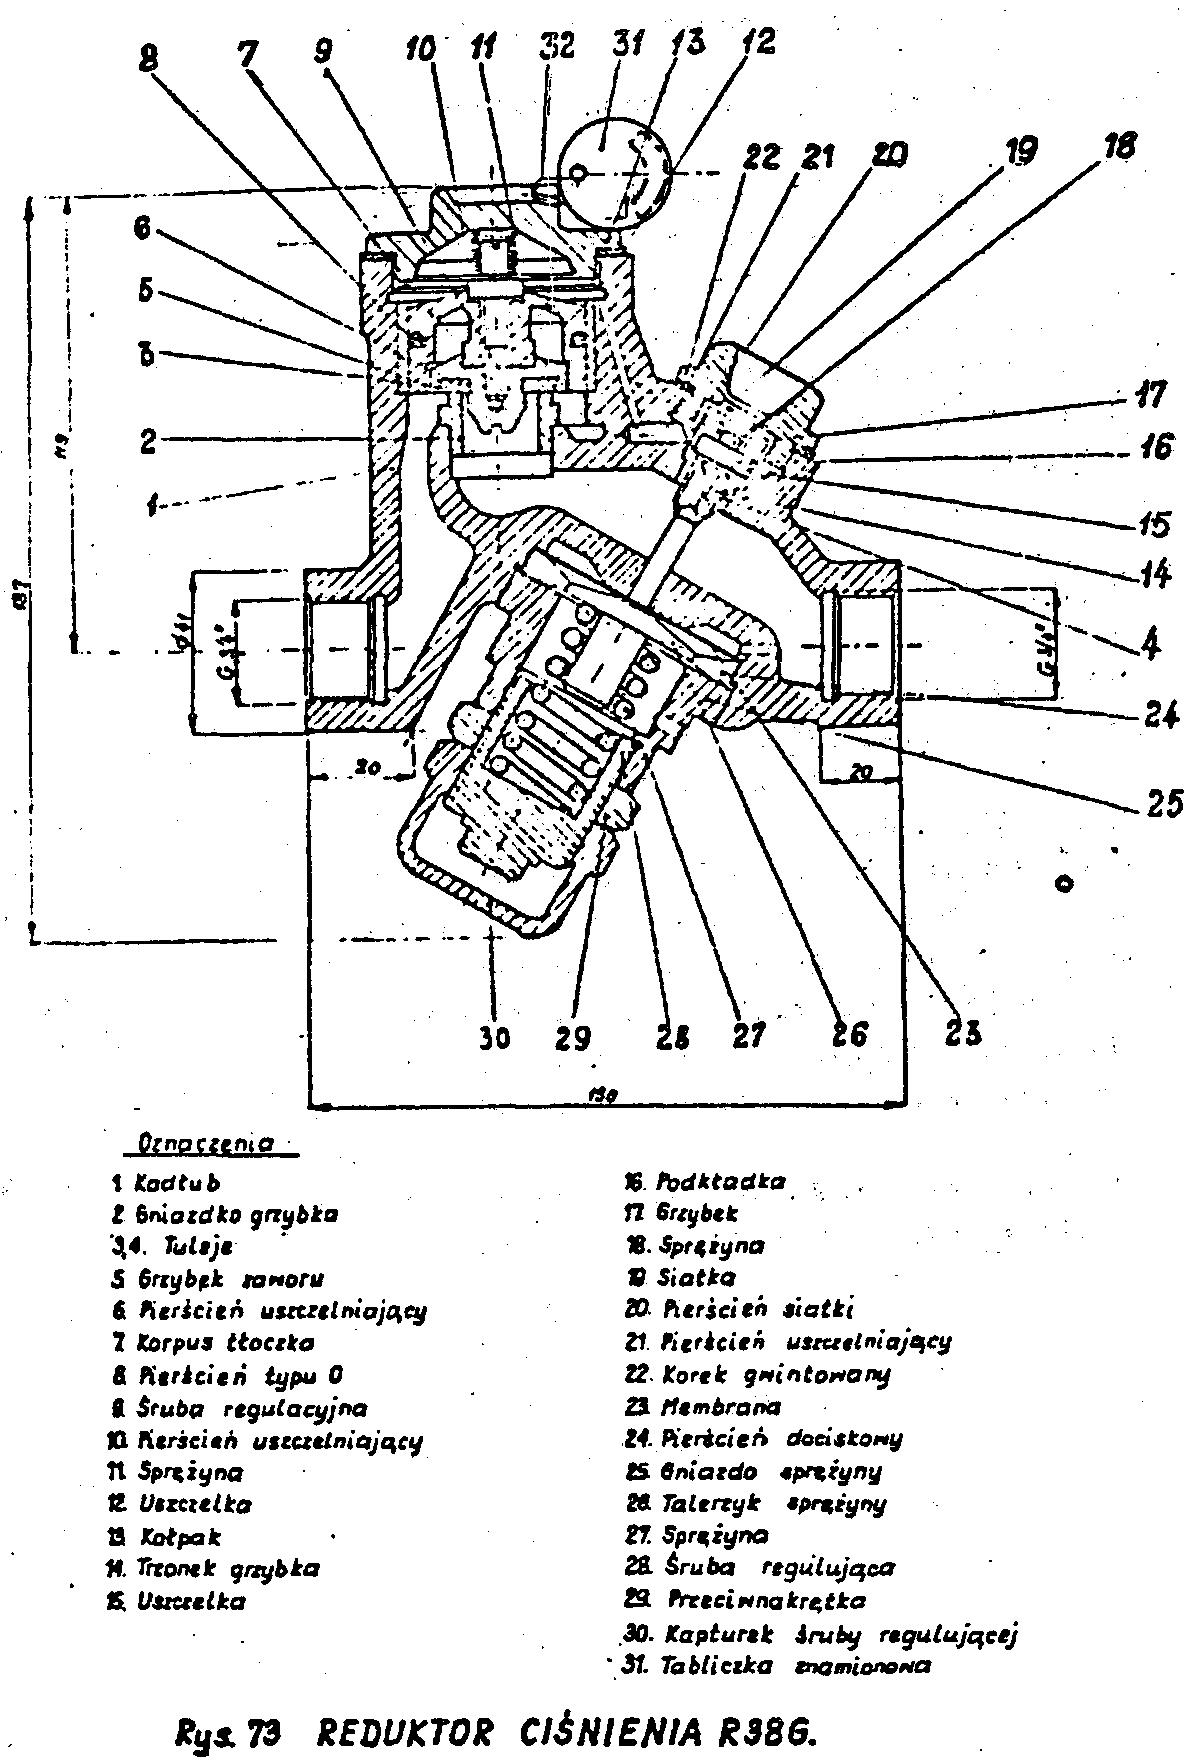 8 7 9 10 11 32 31 13 12
22 21 20 19 18
6
5
3
2
1
17
16
15
14
4
24
25
137
119
G 3/4"
20
20
30 29 28 27 26 23
130
Oznaczenia
1 Kadłub
2 Gniazdko grzybka
3,4. Tuleje
5 Grzybek zaworu
6. Pierścień uszczelniający
7. Korpus tłoczka
8. Pierścień typu O
9. Śruba regulacyjna
10. Pierścień uszczelniający
11 Sprężyna
12. Uszczelka
13. Kołpak
14. Trzonek grzybka
15. Uszczelka
16. Podkładka
17. Grzybek
18. Sprężyna
19 Siatka
20. Pierścień siatki
21. Pierścień uszczelniający
22. Korek gwintowany
23. Membrana
24. Pierścień dociskowy
25. Gniazdo sprężyny
26. Talerzyk sprężyny
27. Sprężyna
28. Śruba regulująca
29. Przeciwnakrętka
30. Kapturek śruby regulującej
31. Tabliczka znamionowa
Rys. 73 REDUKTOR CIŚNIENIA R38G.